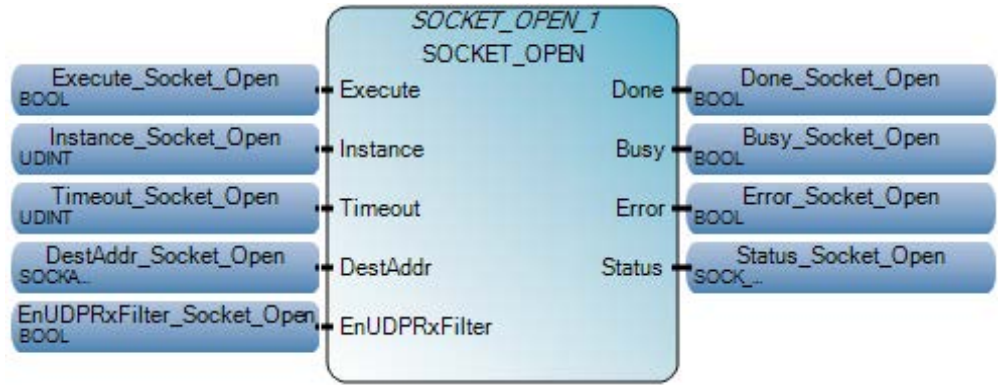 SOCKET_OPEN_1
SOCKET_OPEN
Execute_Socket_Open
BOOL
Execute
Done
Done_Socket_Open
BOOL
Instance_Socket_Open
UDINT
Instance
Busy
Busy_Socket_Open
BOOL
Timeout_Socket_Open
UDINT
Timeout
Error
Error_Socket_Open
BOOL
DestAddr_Socket_Open
SOCKA...
DestAddr
Status
Status_Socket_Open
SOCK_...
EnUDPRxFilter_Socket_Open
BOOL
EnUDPRxFilter